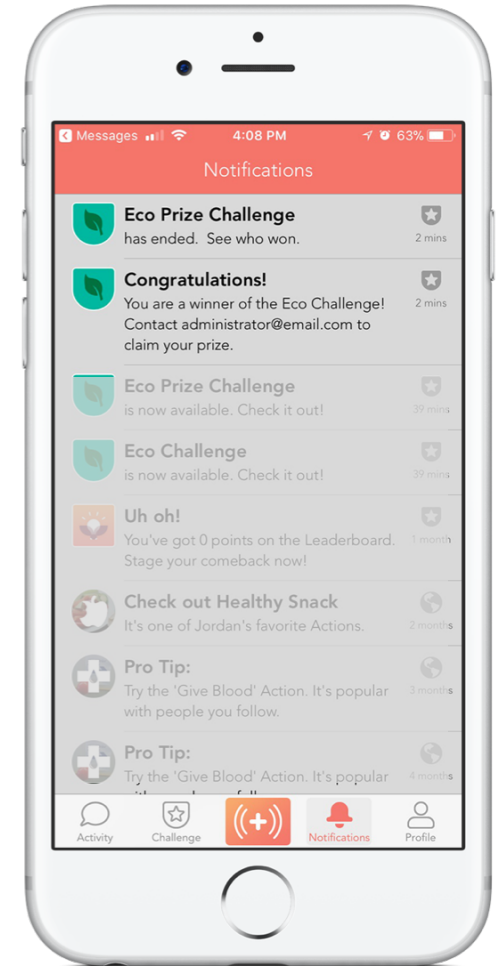 Messages 4:08 PM 63%
Notifications
Eco Prize Challenge
has ended. See who won.
2 mins
Congratulations!
You are a winner of the Eco Challenge!
Contact administrator@email.com to
claim your prize.
2 mins
Eco Prize Challenge
is now available. Check it out!
39 mins
Eco Challenge
is now available. Check it out!
39 mins
Uh oh!
You've got 0 points on the Leaderboard.
Stage your comeback now!
1 month
Check out Healthy Snack
It's one of Jordan's favorite Actions.
2 months
Pro Tip:
Try the 'Give Blood' Action. It's popular
with people you follow.
3 months
Pro Tip:
Try the 'Give Blood' Action. It's popular
4 months
Activity Challenge Notifications Profile